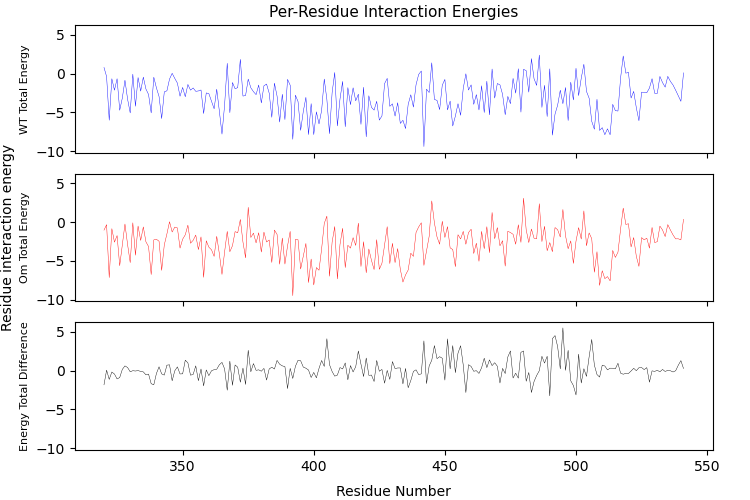 Per-Residue Interaction Energies
Residue interaction energy
WT Total Energy
5
0
−5
−10
Om Total Energy
5
0
−5
−10
Energy Total Difference
5
0
−5
−10
350
400
450
500
550
Residue Number